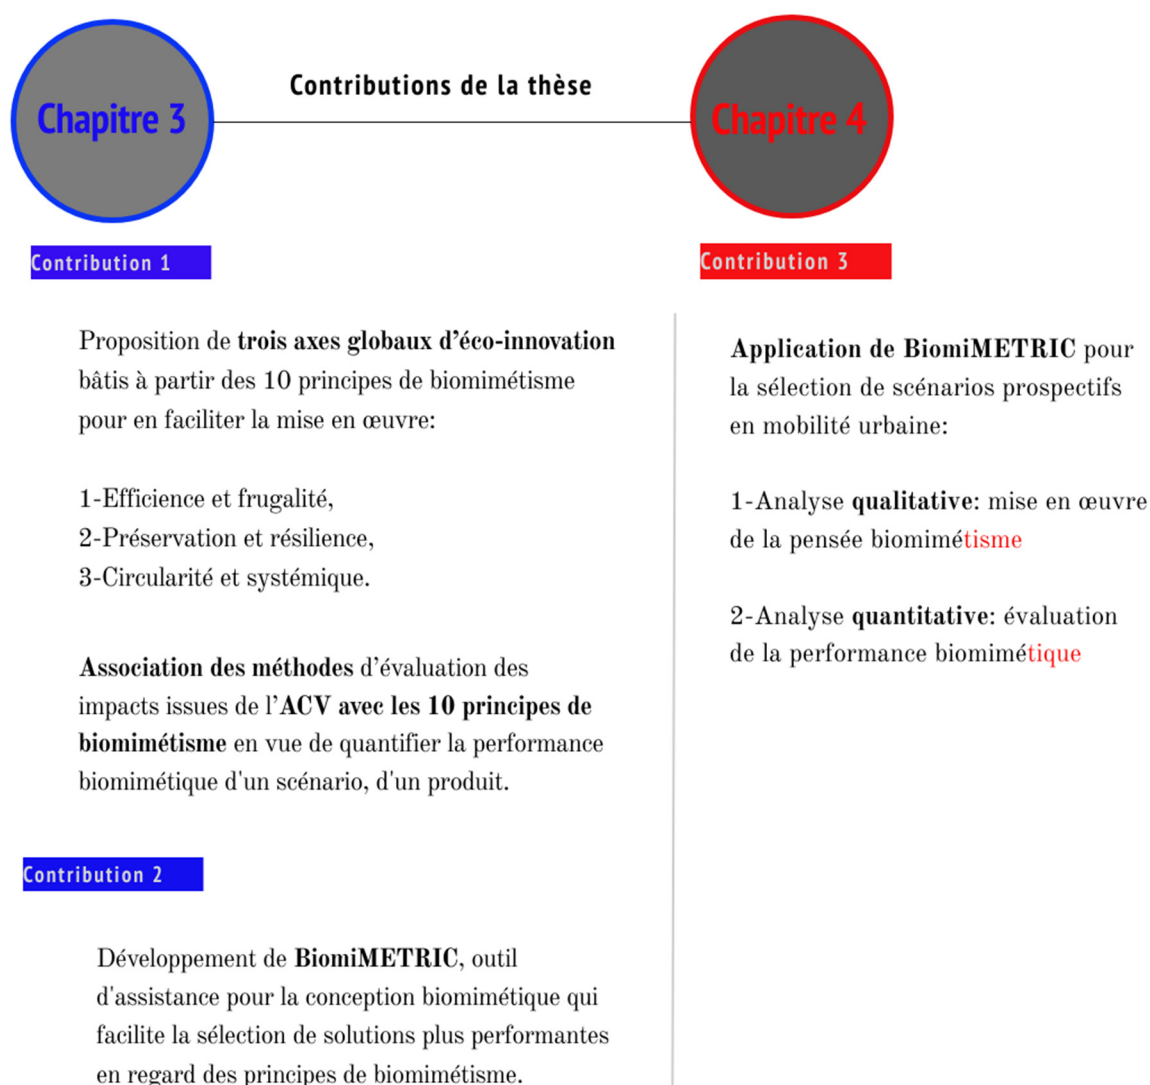 Contributions de la thèse
Chapitre 3
Chapitre 4
Contribution 1
Proposition de trois axes globaux d’éco-innovation
bâtis à partir des 10 principes de biomimétisme
pour en faciliter la mise en œuvre:
1-Efficience et frugalité,
2-Préservation et résilience,
3-Circularité et systémique.
Association des méthodes d’évaluation des
impacts issues de l’ACV avec les 10 principes de
biomimétisme en vue de quantifier la performance
biomimétique d'un scénario, d'un produit.
Contribution 2
Développement de BiomiMETRIC, outil
d'assistance pour la conception biomimétique qui
facilite la sélection de solutions plus performantes
en regard des principes de biomimétisme.
Contribution 3
Application de BiomiMETRIC pour
la sélection de scénarios prospectifs
en mobilité urbaine:
1-Analyse qualitative: mise en œuvre
de la pensée biomimétisme
2-Analyse quantitative: évaluation
de la performance biomimétique